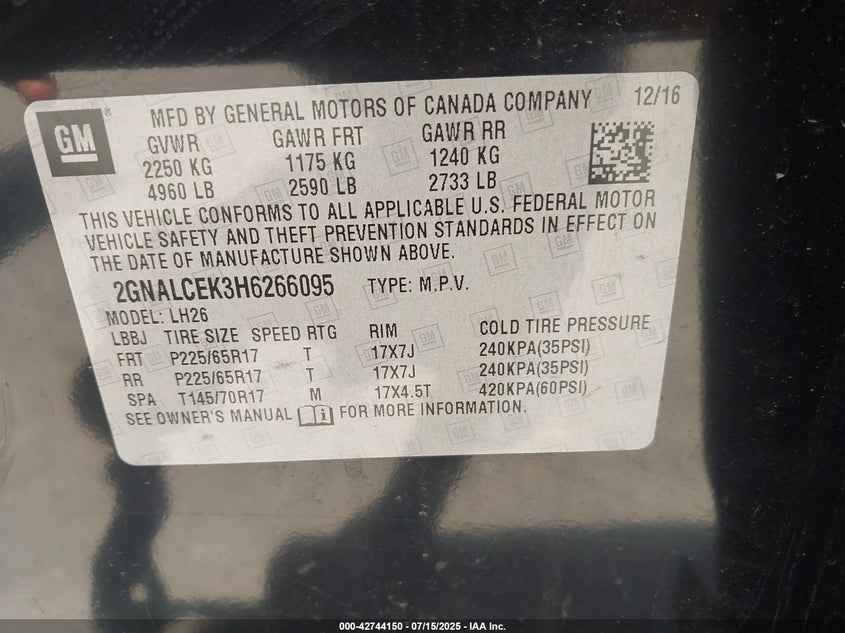 GM
MFD BY GENERAL MOTORS OF CANADA COMPANY 12/16
GVWR GAWR FRT GAWR RR
2250 KG 1175 KG 1240 KG
4960 LB 2590 LB 2733 LB
THIS VEHICLE CONFORMS TO ALL APPLICABLE U.S. FEDERAL MOTOR
VEHICLE SAFETY AND THEFT PREVENTION STANDARDS IN EFFECT ON
THE DATE OF MANUFACTURE SHOWN ABOVE.
2GNALCEK3H6266095 TYPE: M.P.V.
MODEL: LH26
LBBJ TIRE SIZE SPEED RTG RIM COLD TIRE PRESSURE
FRT P225/65R17 T 17X7J 240KPA(35PSI)
RR P225/65R17 T 17X7J 240KPA(35PSI)
SPA T145/70R17 M 17X4.5T 420KPA(60PSI)
SEE OWNER'S MANUAL FOR MORE INFORMATION.
000-42744150 - 07/15/2025 - IAA Inc.